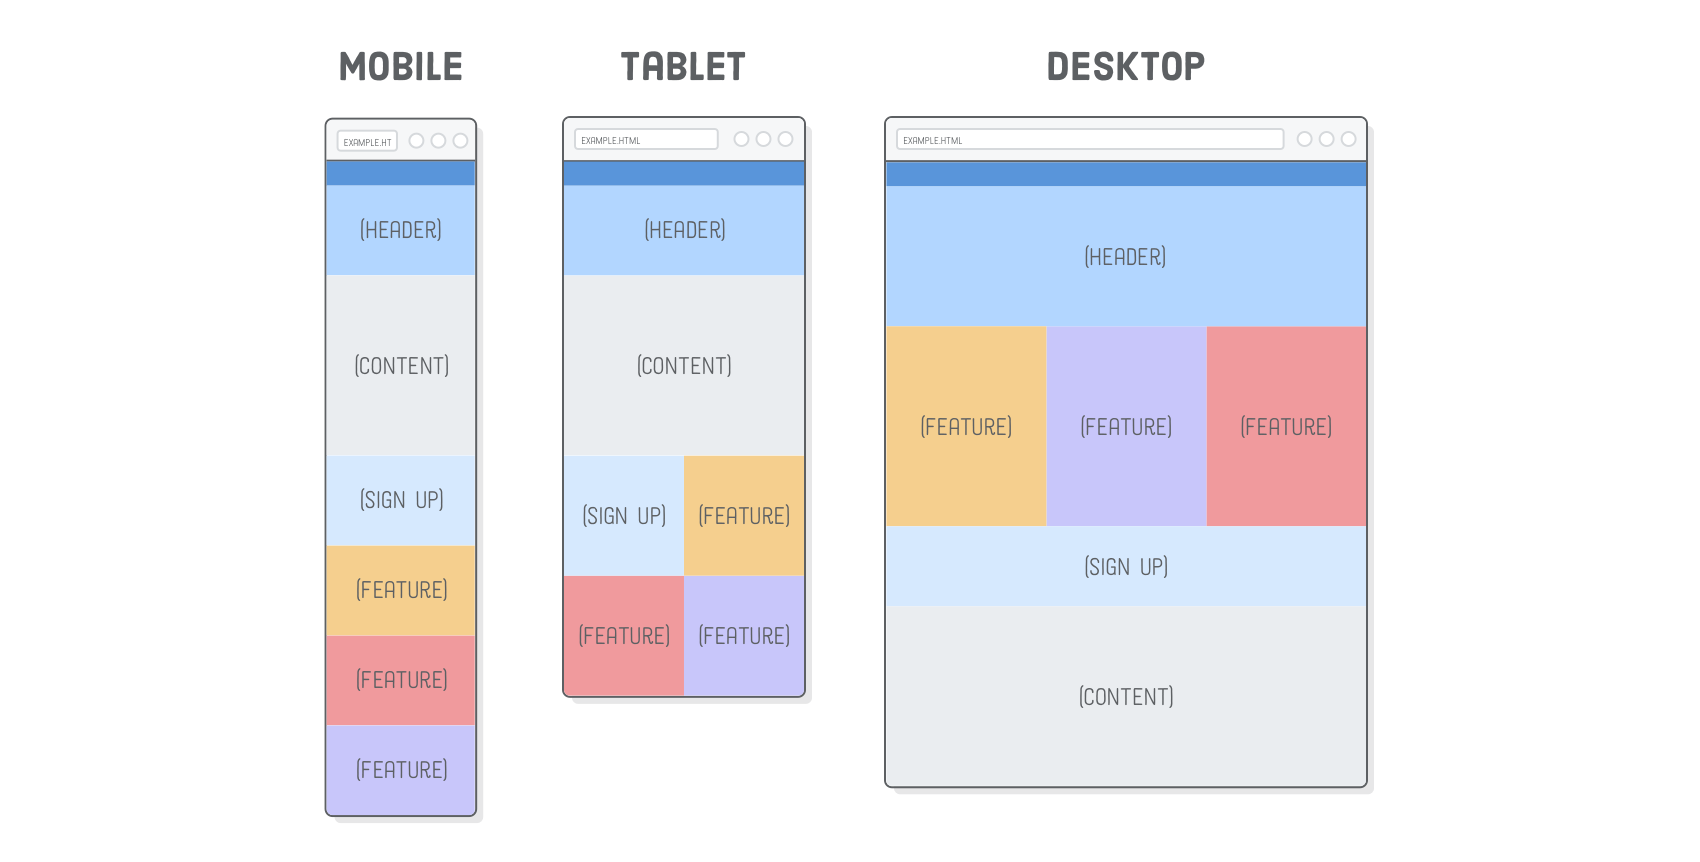 MOBILE
EXAMPLE.HT
(HEADER)
(CONTENT)
(SIGN UP)
(FEATURE)
(FEATURE)
(FEATURE)
TABLET
EXAMPLE.HTML
(HEADER)
(CONTENT)
(SIGN UP) (FEATURE)
(FEATURE) (FEATURE)
DESKTOP
EXAMPLE.HTML
(HEADER)
(FEATURE) (FEATURE) (FEATURE)
(SIGN UP)
(CONTENT)